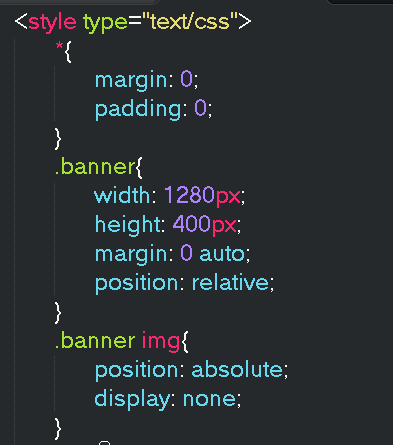 <style type="text/css">
*{
margin: 0;
padding: 0;
}
.banner{
width: 1280px;
height: 400px;
margin: 0 auto;
position: relative;
}
.banner img{
position: absolute;
display: none;
}